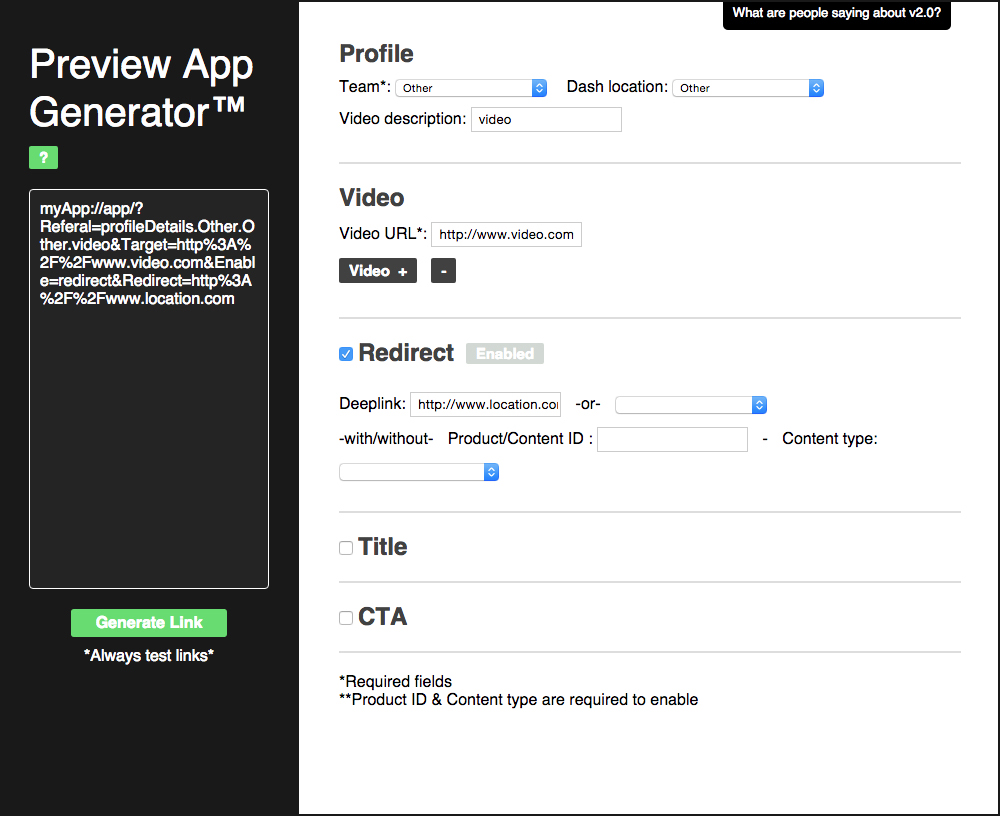 What are people saying about v2.0?
Preview App
Generator™
?
myApp://app/?
Referal=profileDetails.Other.O
ther.video&Target=http%3A%
2F%2Fwww.video.com&Enabl
e=redirect&Redirect=http%3A
%2F%2Fwww.location.com
Generate Link
*Always test links*
Profile
Team*: Other Dash location: Other
Video description: video
Video
Video URL*: http://www.video.com
Video + -
Redirect Enabled
Deeplink: http://www.location.co -or-
-with/without- Product/Content ID : - Content type:
Title
CTA
*Required fields
**Product ID & Content type are required to enable